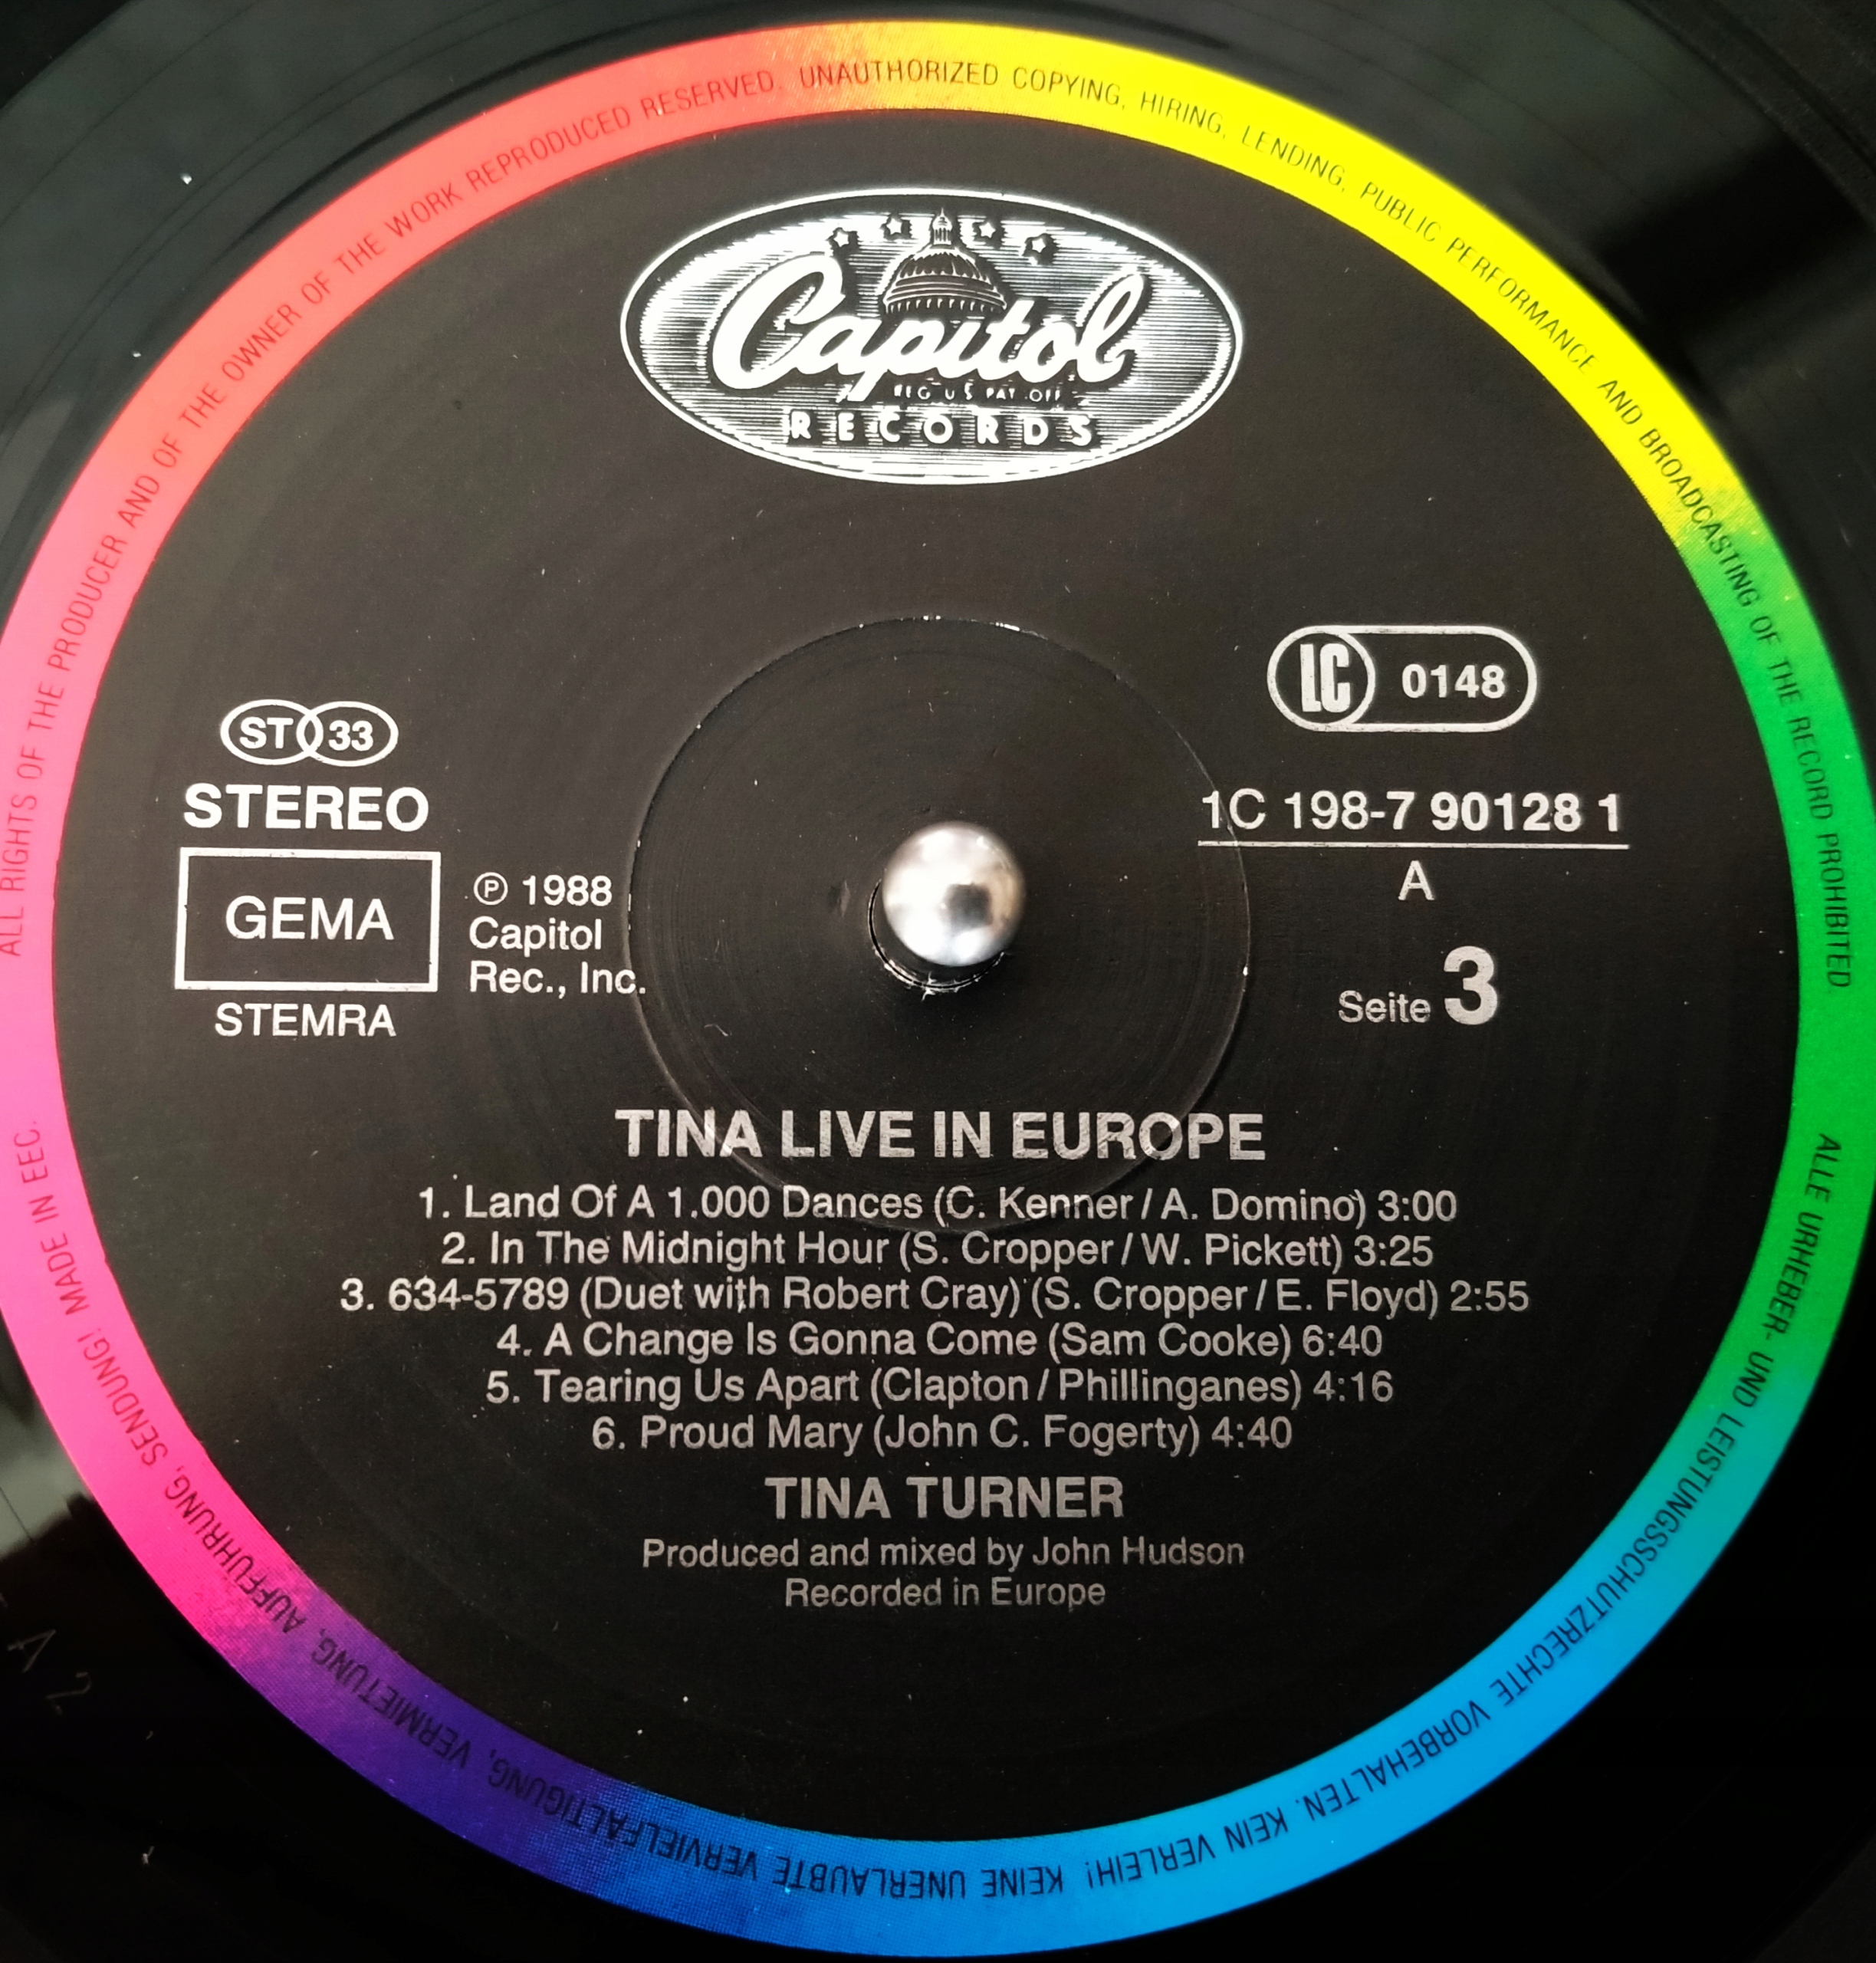 ALL RIGHTS OF THE PRODUCER AND OF THE OWNER OF THE WORK REPRODUCED RESERVED. UNAUTHORIZED COPYING, HIRING, LENDING, PUBLIC PERFORMANCE AND BROADCASTING OF THE RECORD PROHIBITED.
Capitol
REG. U.S. PAT. OFF.
RECORDS
LC 0148
ST 33
STEREO
GEMA
STEMRA
℗ 1988
Capitol
Rec., Inc.
1C 198-7 90128 1
A
Seite 3
TINA LIVE IN EUROPE
1. Land Of A 1.000 Dances (C. Kenner / A. Domino) 3:00
2. In The Midnight Hour (S. Cropper / W. Pickett) 3:25
3. 634-5789 (Duet with Robert Cray) (S. Cropper / E. Floyd) 2:55
4. A Change Is Gonna Come (Sam Cooke) 6:40
5. Tearing Us Apart (Clapton / Phillinganes) 4:16
6. Proud Mary (John C. Fogerty) 4:40
TINA TURNER
Produced and mixed by John Hudson
Recorded in Europe
ALLE URHEBER- UND LEISTUNGSSCHUTZRECHTE VORBEHALTEN. KEIN VERLEIH! KEINE UNERLAUBTE VERVIELFÄLTIGUNG, VERMIETUNG, AUFFÜHRUNG, SENDUNG! MADE IN EEC.
A 2